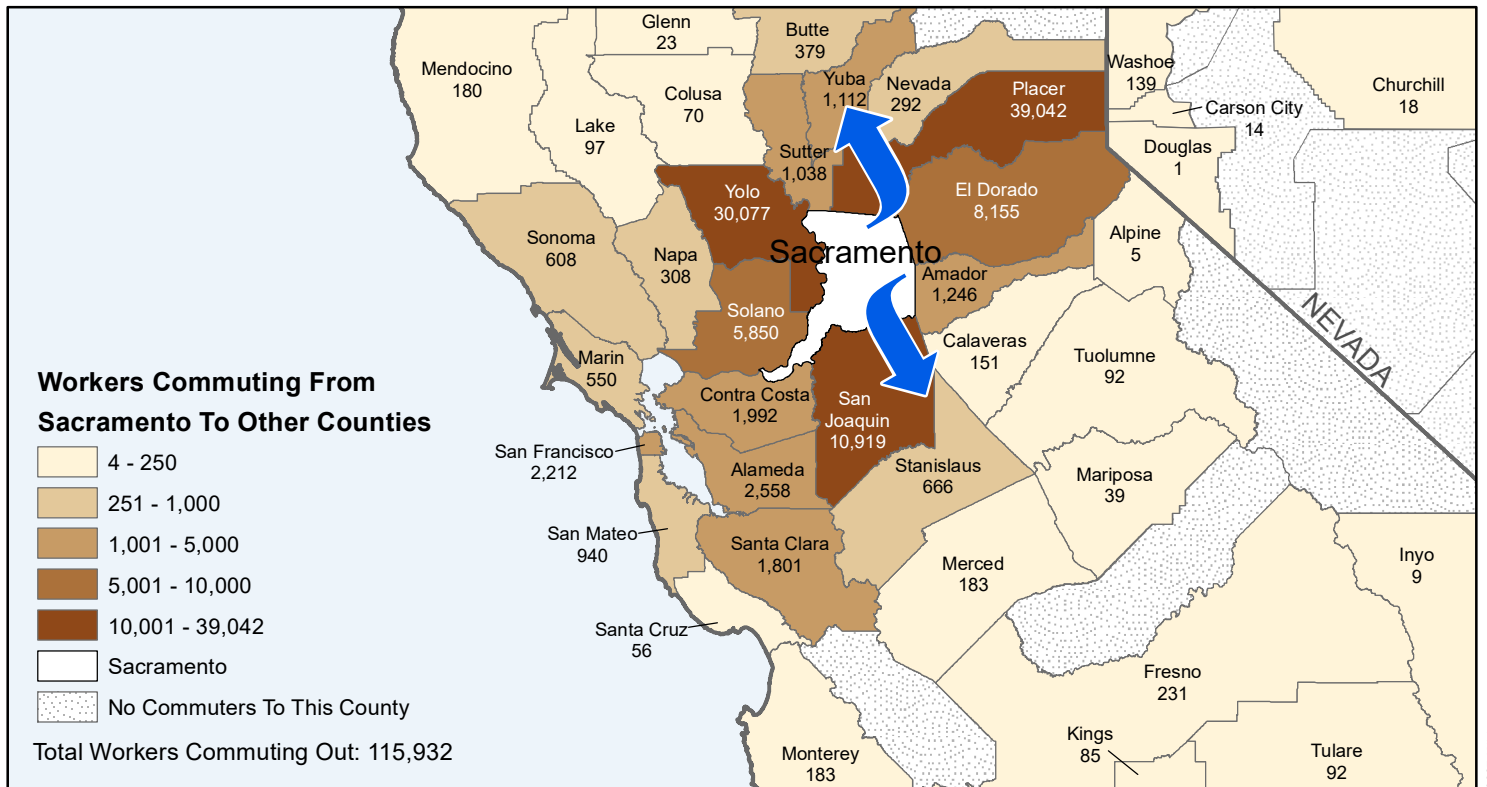 Glenn
23
Butte
379
Mendocino
180
Colusa
70
Lake
97
Yuba
1,112
Nevada
292
Placer
39,042
Washoe
139
Carson City
14
Churchill
18
Douglas
1
Sutter
1,038
Yolo
30,077
El Dorado
8,155
Sonoma
608
Napa
308
Sacramento
Amador
1,246
Alpine
5
Solano
5,850
NEVADA
Marin
550
Calaveras
151
Tuolumne
92
Contra Costa
1,992
San
Joaquin
10,919
San Francisco
2,212
Alameda
2,558
Stanislaus
666
Mariposa
39
San Mateo
940
Santa Clara
1,801
Merced
183
Inyo
9
Santa Cruz
56
Fresno
231
Monterey
183
Kings
85
Tulare
92
Workers Commuting From
Sacramento To Other Counties
4 - 250
251 - 1,000
1,001 - 5,000
5,001 - 10,000
10,001 - 39,042
Sacramento
No Commuters To This County
Total Workers Commuting Out: 115,932